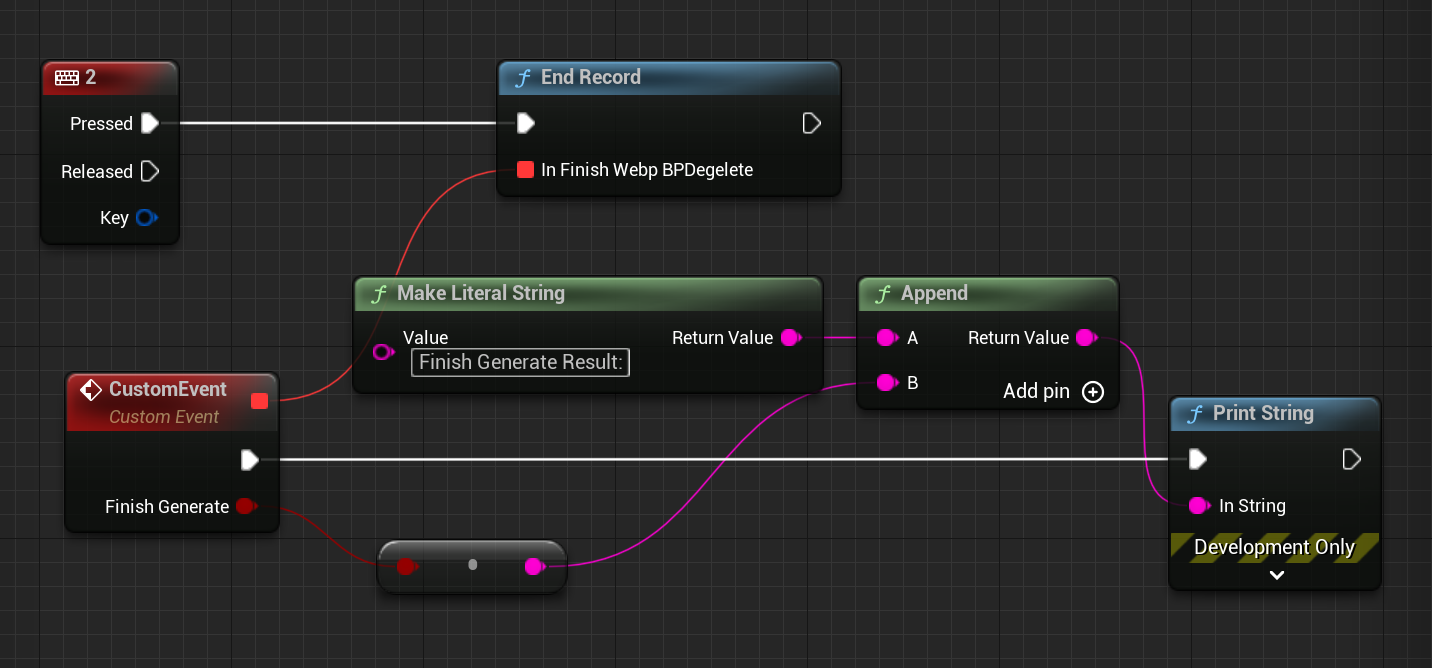 2
Pressed
Released
Key
f End Record
In Finish Webp BPDegelete
f Make Literal String
Value
Finish Generate Result:
Return Value
f Append
A
Return Value
B
Add pin
CustomEvent
Custom Event
Finish Generate
f Print String
In String
Development Only